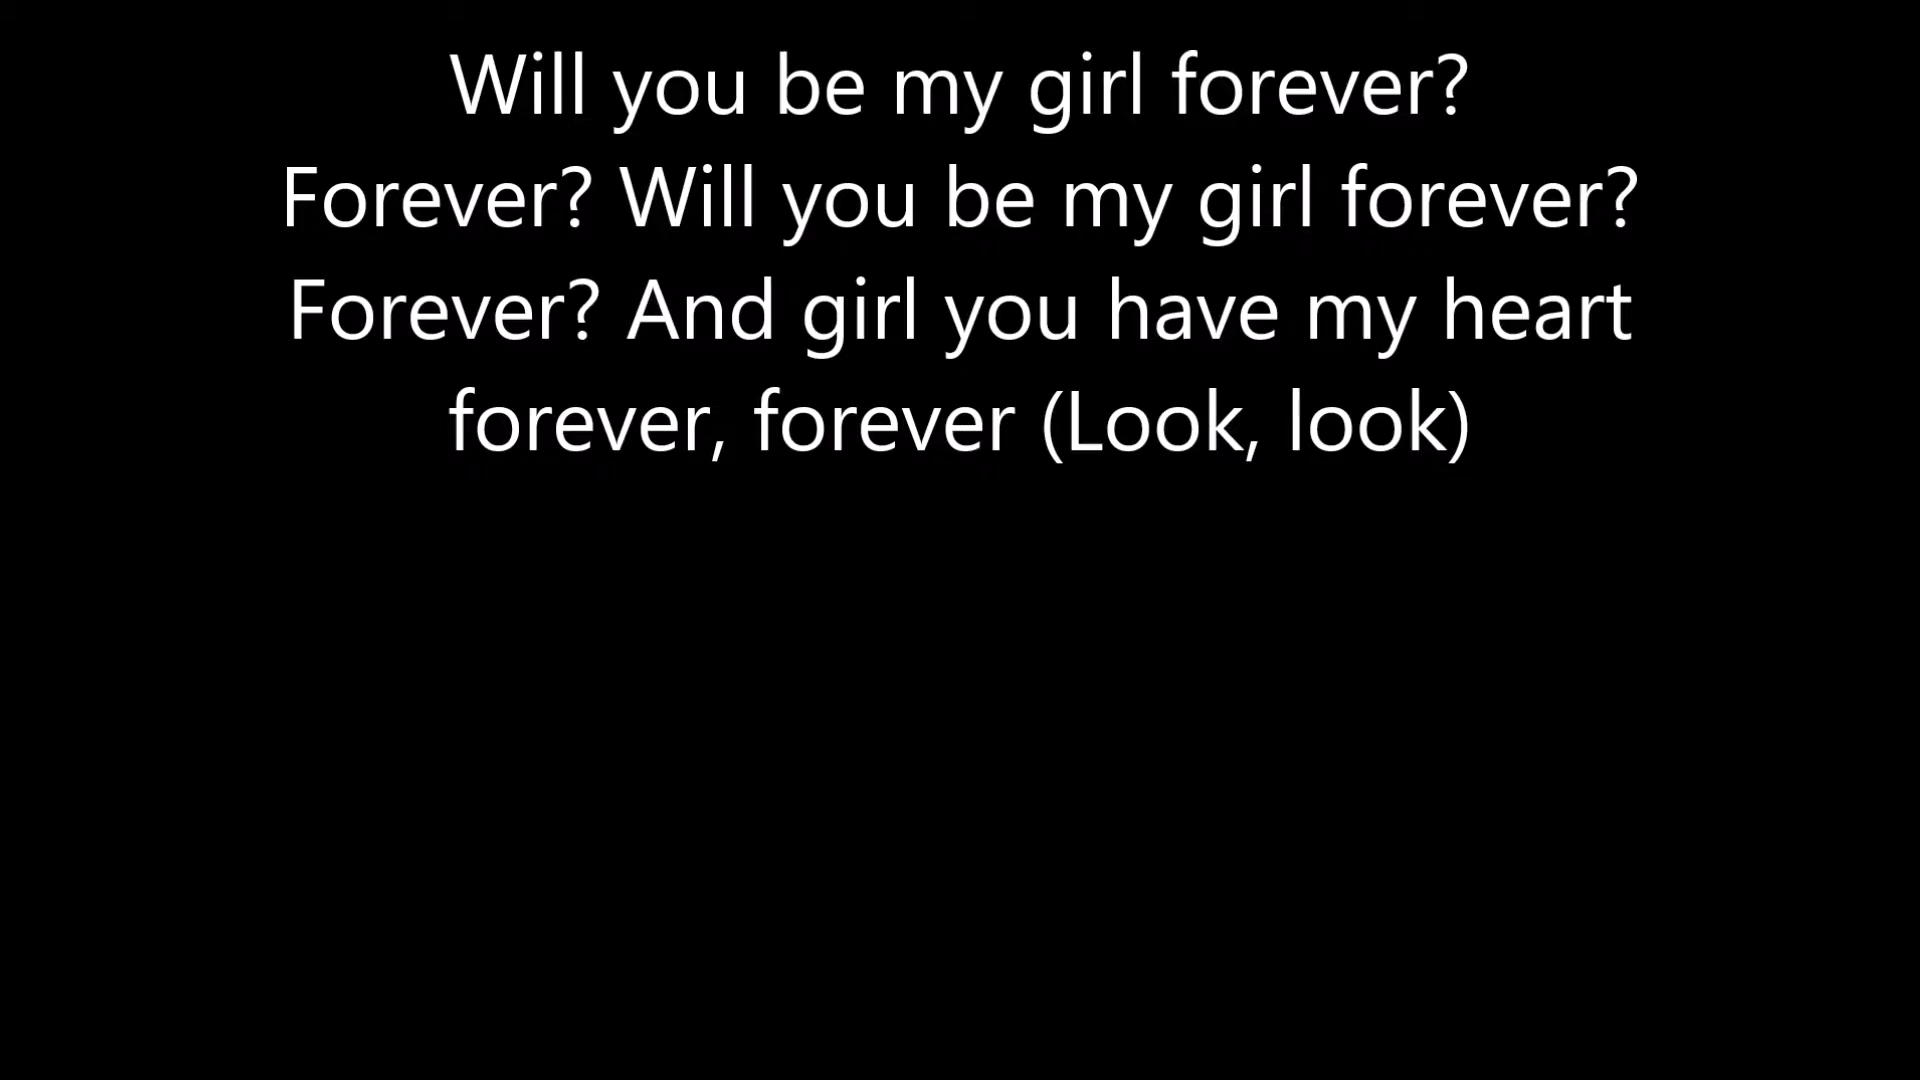 Will you be my girl forever?
Forever? Will you be my girl forever?
Forever? And girl you have my heart
forever, forever (Look, look)